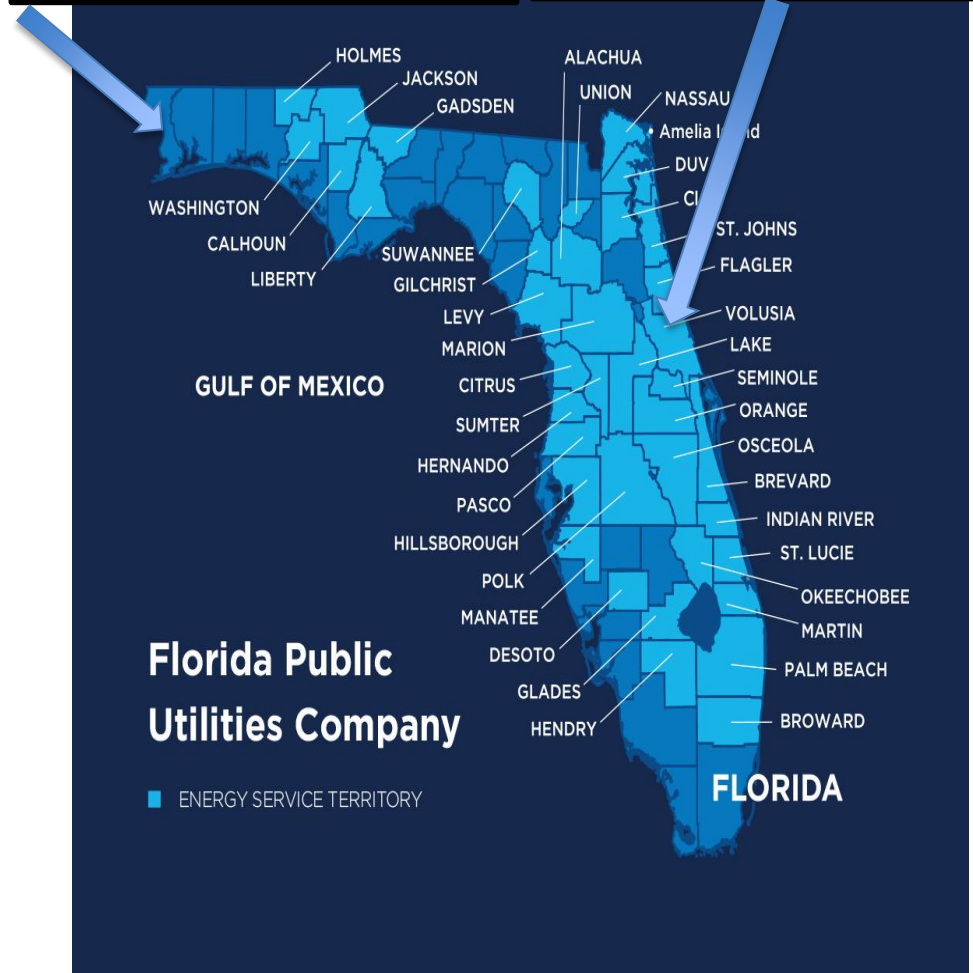 HOLMES
JACKSON
GADSDEN
ALACHUA
UNION
NASSAU
Amelia
DUV
WASHINGTON
CALHOUN
LIBERTY
SUWANNEE
GILCHRIST
LEVY
MARION
CITRUS
SUMTER
HERNANDO
PASCO
HILLSBOROUGH
POLK
MANATEE
DESOTO
GLADES
HENDRY
ST. JOHNS
FLAGLER
VOLUSIA
LAKE
SEMINOLE
ORANGE
OSCEOLA
BREVARD
INDIAN RIVER
ST. LUCIE
OKEECHOBEE
MARTIN
PALM BEACH
BROWARD
GULF OF MEXICO
Florida Public
Utilities Company
ENERGY SERVICE TERRITORY
FLORIDA